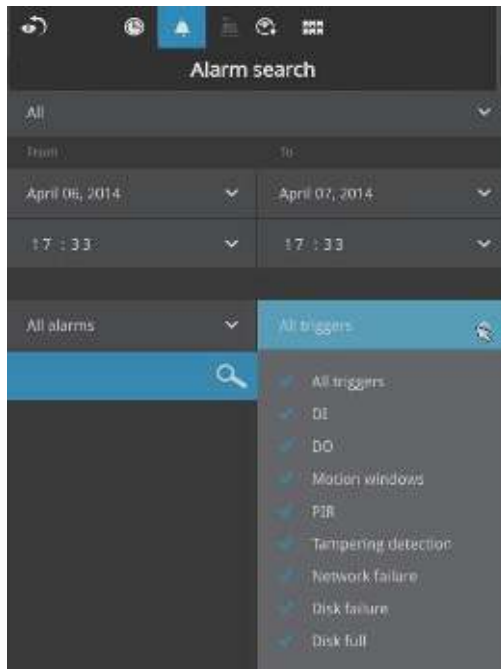 Alarm search
All
From
To
April 06, 2014
April 07, 2014
17 : 33
17 : 33
All alarms
All triggers
All triggers
DI
DO
Motion windows
PIR
Tampering detection
Network failure
Disk failure
Disk full